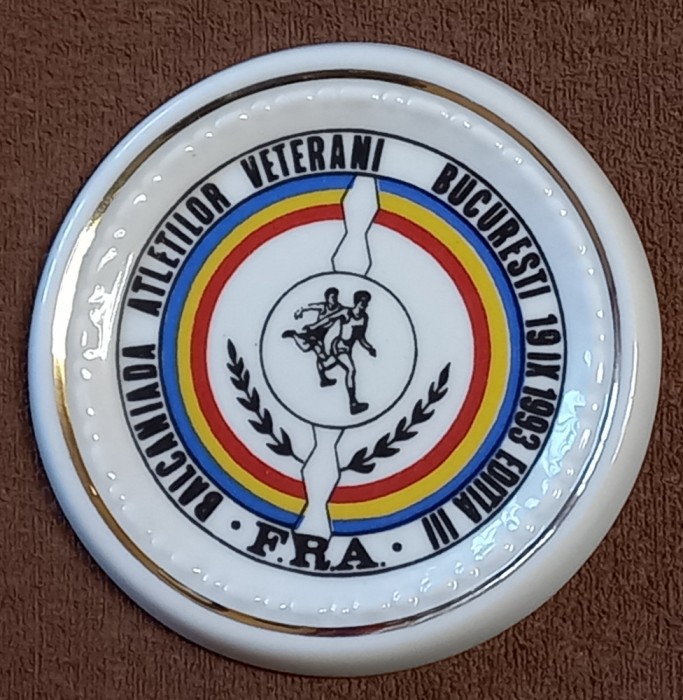 BALCANIADA ATLETILOR VETERANI BUCURESTI 19 IX 1993 EDITIA III
• F.R.A. •